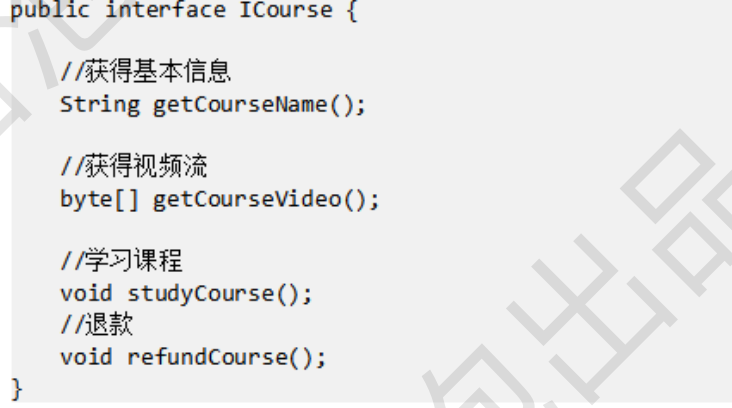 public interface ICourse {
//获得基本信息
String getCourseName();
//获得视频流
byte[] getCourseVideo();
//学习课程
void studyCourse();
//退款
void refundCourse();
}